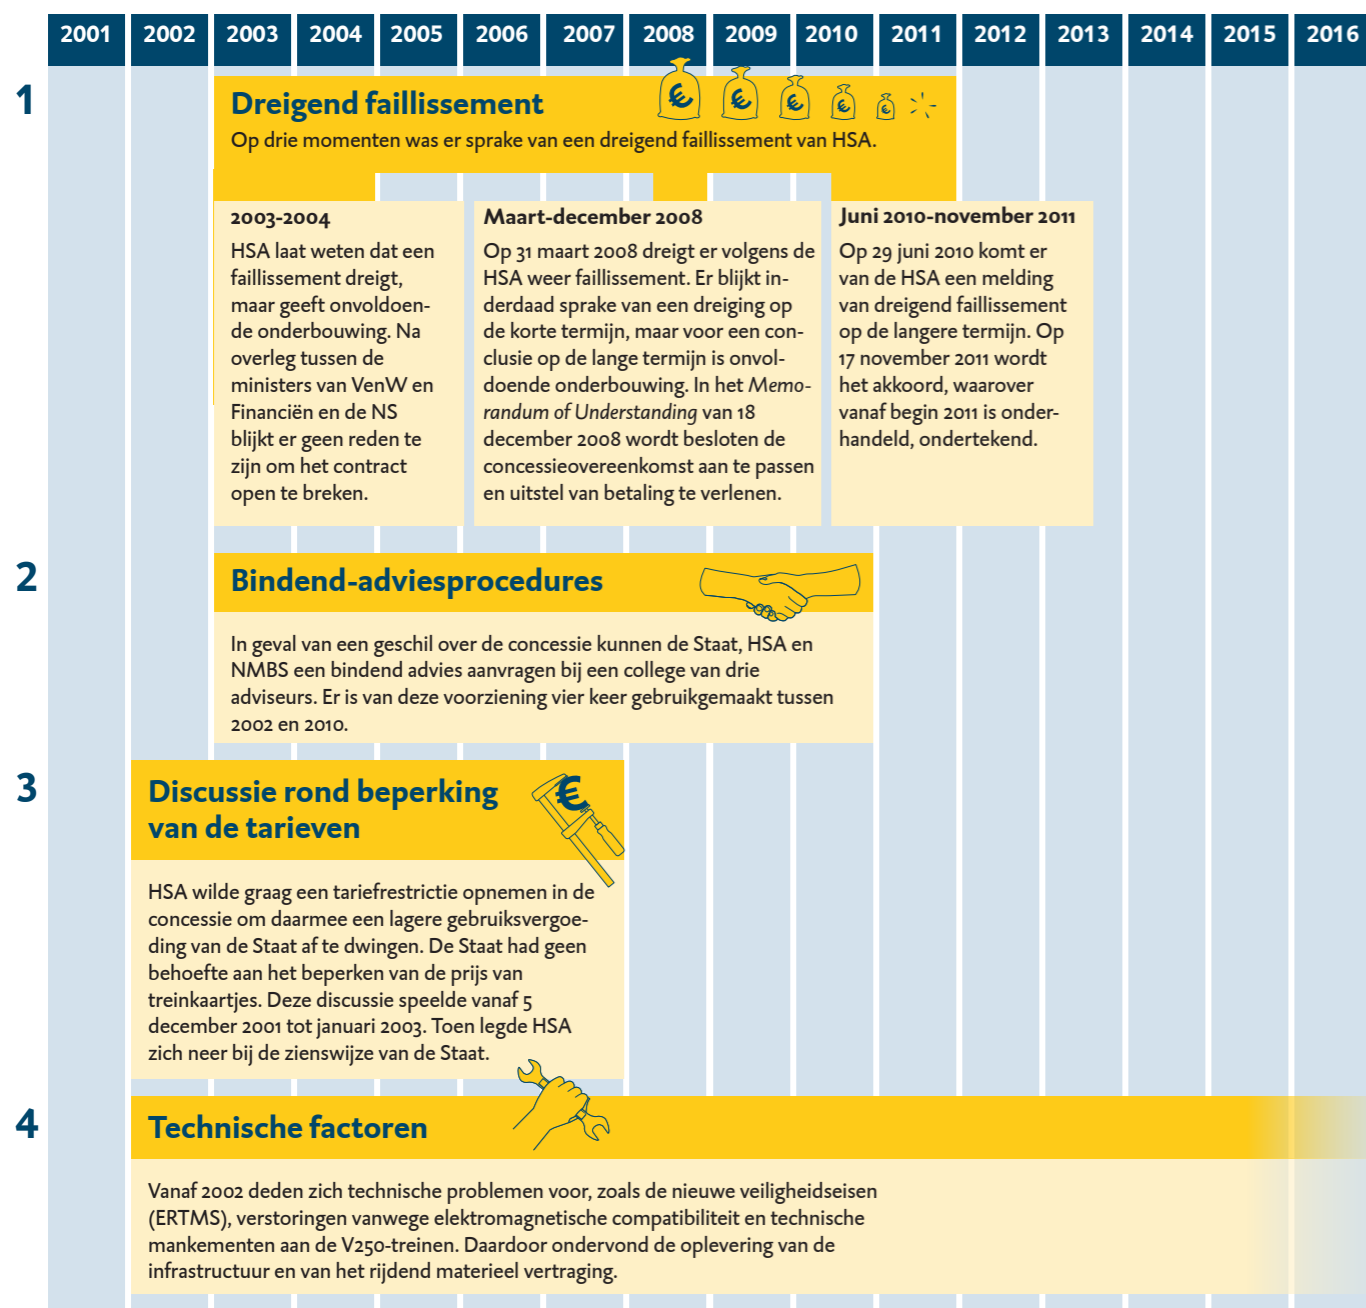 2001 2002 2003 2004 2005 2006 2007 2008 2009 2010 2011 2012 2013 2014 2015 2016
1
Dreigend faillissement
€ € € € €
Op drie momenten was er sprake van een dreigend faillissement van HSA.
2003-2004
HSA laat weten dat een
faillissement dreigt,
maar geeft onvoldoen-
de onderbouwing. Na
overleg tussen de
ministers van VenW en
Financiën en de NS
blijkt er geen reden te
zijn om het contract
open te breken.
Maart-december 2008
Op 31 maart 2008 dreigt er volgens de
HSA weer faillissement. Er blijkt in-
derdaad sprake van een dreiging op
de korte termijn, maar voor een con-
clusie op de lange termijn is onvol-
doende onderbouwing. In het Memo-
randum of Understanding van 18
december 2008 wordt besloten de
concessieovereenkomst aan te passen
en uitstel van betaling te verlenen.
Juni 2010-november 2011
Op 29 juni 2010 komt er
van de HSA een melding
van dreigend faillissement
op de langere termijn. Op
17 november 2011 wordt
het akkoord, waarover
vanaf begin 2011 is onder-
handeld, ondertekend.
2
Bindend-adviesprocedures
In geval van een geschil over de concessie kunnen de Staat, HSA en
NMBS een bindend advies aanvragen bij een college van drie
adviseurs. Er is van deze voorziening vier keer gebruikgemaakt tussen
2002 en 2010.
3
Discussie rond beperking
van de tarieven
€
HSA wilde graag een tariefrestrictie opnemen in de
concessie om daarmee een lagere gebruiksvergoe-
ding van de Staat af te dwingen. De Staat had geen
behoefte aan het beperken van de prijs van
treinkaartjes. Deze discussie speelde vanaf 5
december 2001 tot januari 2003. Toen legde HSA
zich neer bij de zienswijze van de Staat.
4
Technische factoren
Vanaf 2002 deden zich technische problemen voor, zoals de nieuwe veiligheidseisen
(ERTMS), verstoringen vanwege elektromagnetische compatibiliteit en technische
mankementen aan de V250-treinen. Daardoor ondervond de oplevering van de
infrastructuur en van het rijdend materieel vertraging.